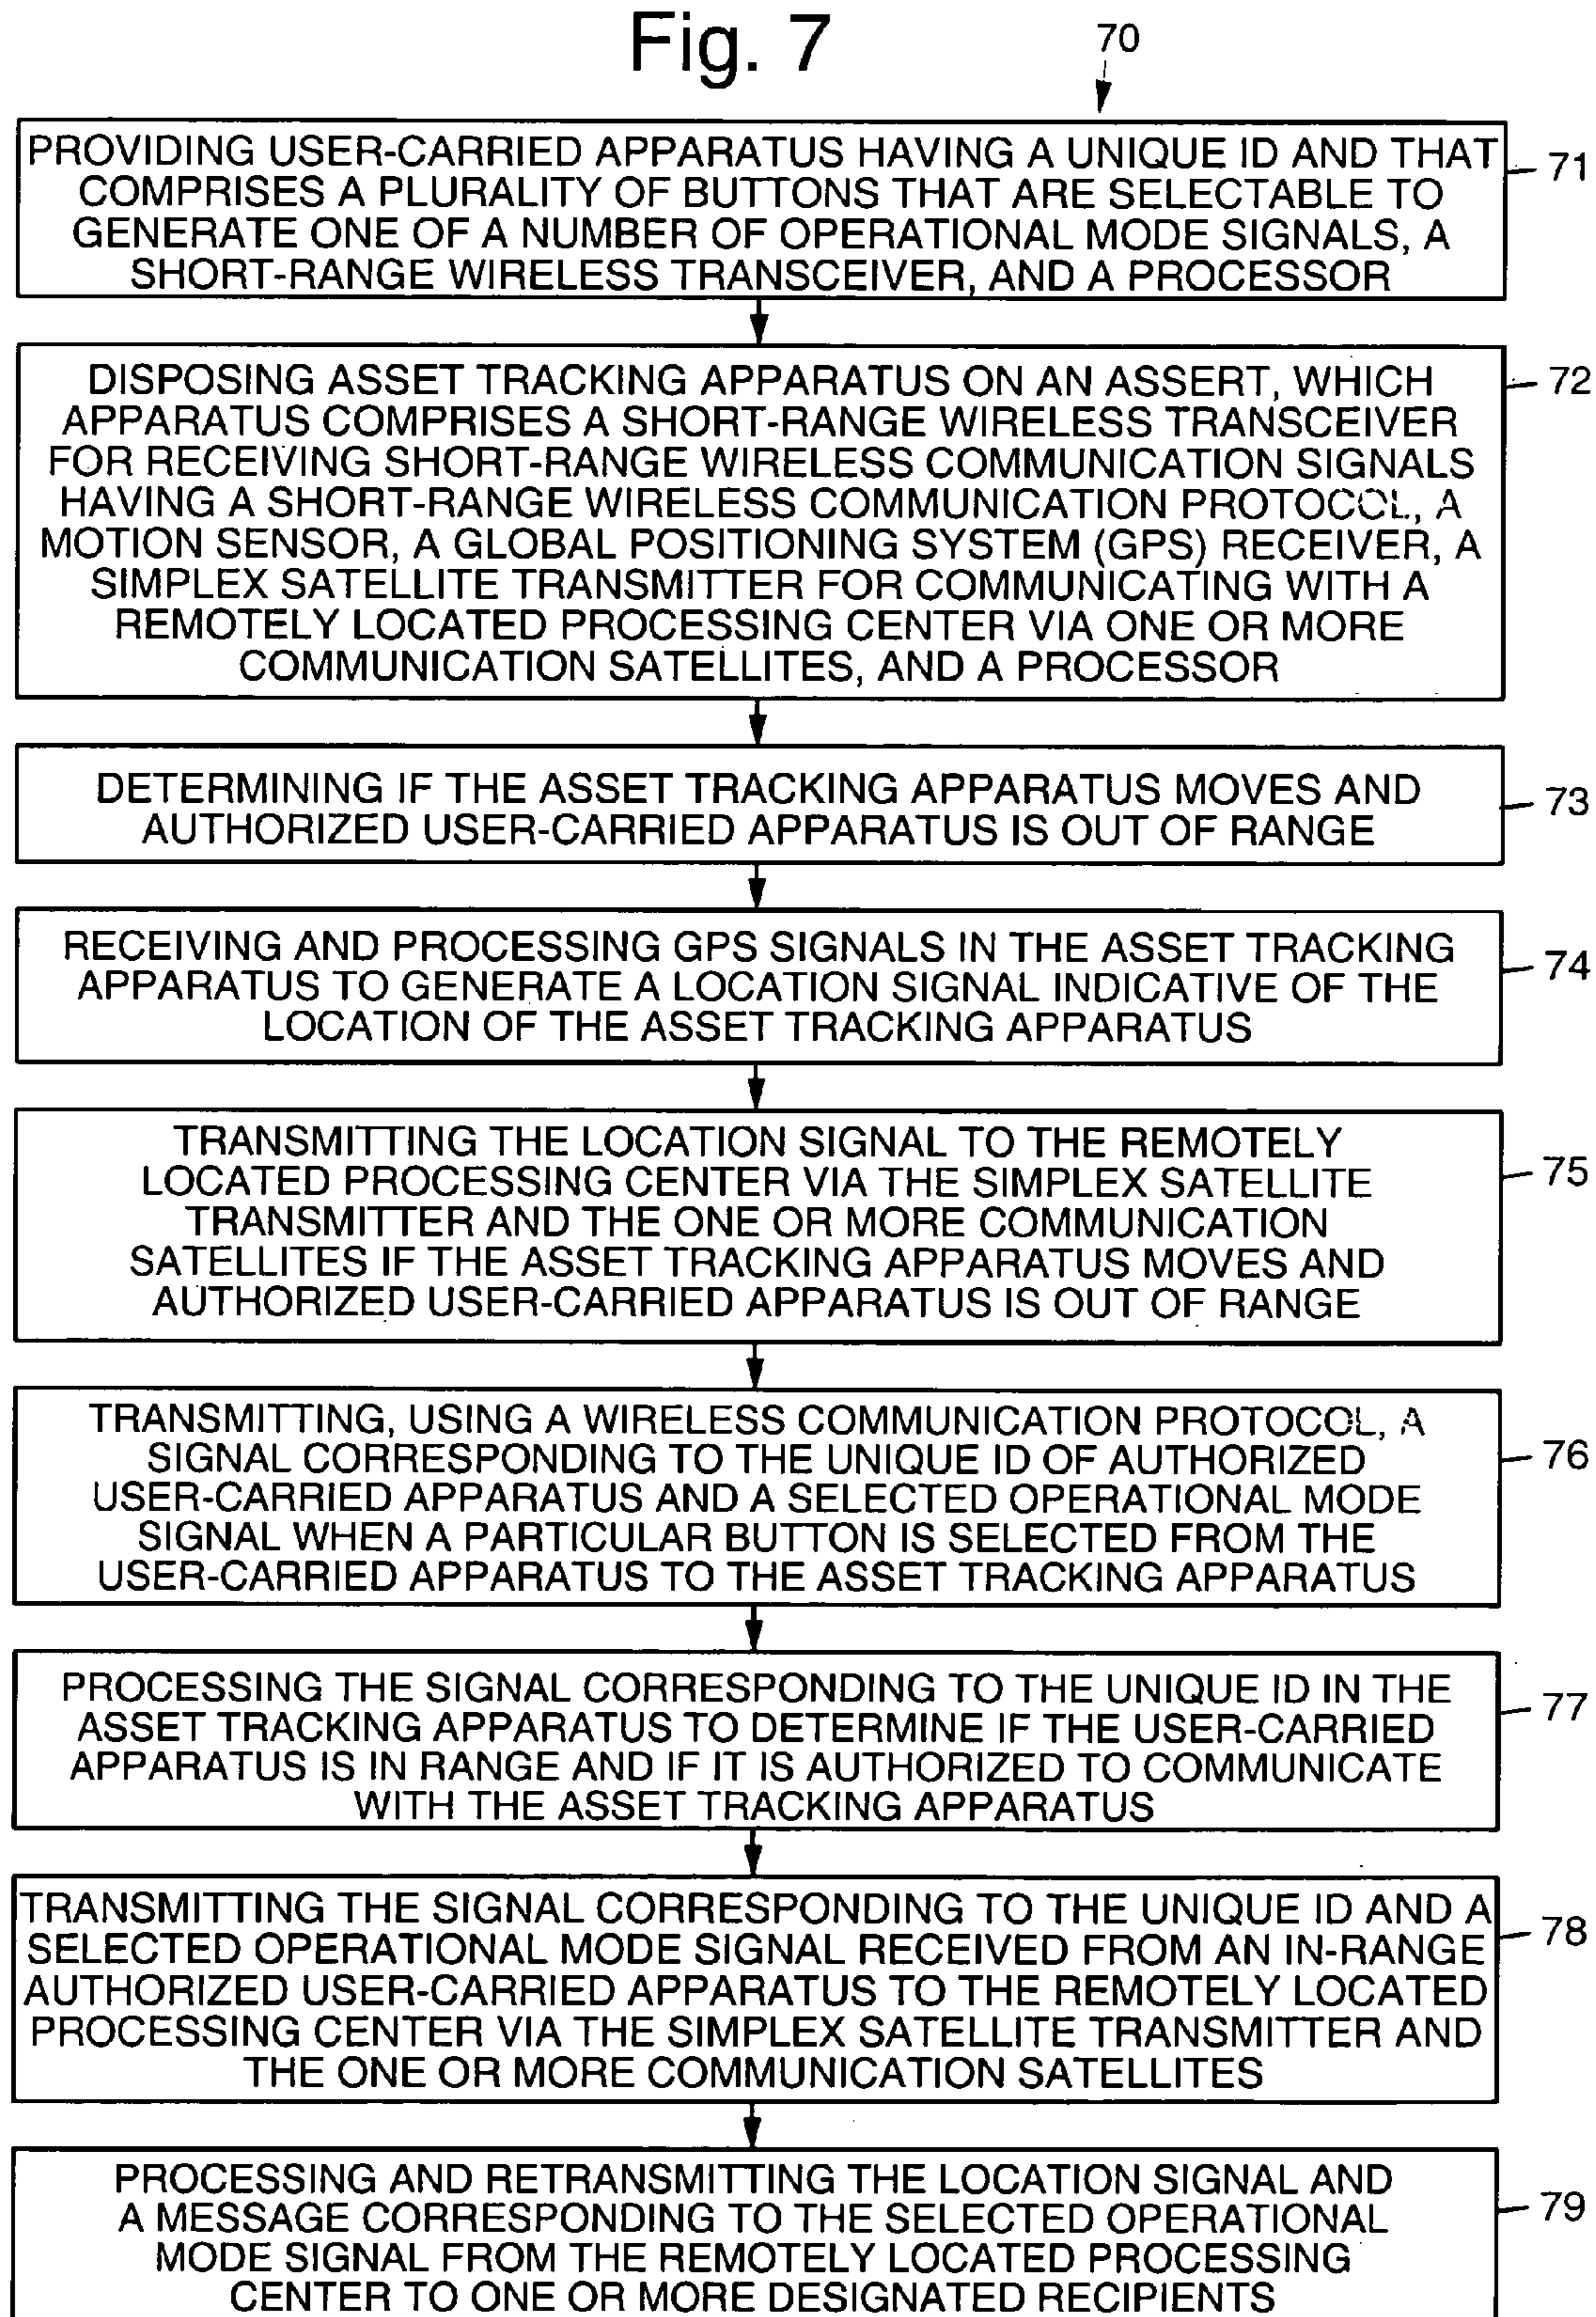 Fig. 7
70
PROVIDING USER-CARRIED APPARATUS HAVING A UNIQUE ID AND THAT
COMPRISES A PLURALITY OF BUTTONS THAT ARE SELECTABLE TO
GENERATE ONE OF A NUMBER OF OPERATIONAL MODE SIGNALS, A
SHORT-RANGE WIRELESS TRANSCEIVER, AND A PROCESSOR
71
DISPOSING ASSET TRACKING APPARATUS ON AN ASSERT, WHICH
APPARATUS COMPRISES A SHORT-RANGE WIRELESS TRANSCEIVER
FOR RECEIVING SHORT-RANGE WIRELESS COMMUNICATION SIGNALS
HAVING A SHORT-RANGE WIRELESS COMMUNICATION PROTOCOL, A
MOTION SENSOR, A GLOBAL POSITIONING SYSTEM (GPS) RECEIVER, A
SIMPLEX SATELLITE TRANSMITTER FOR COMMUNICATING WITH A
REMOTELY LOCATED PROCESSING CENTER VIA ONE OR MORE
COMMUNICATION SATELLITES, AND A PROCESSOR
72
DETERMINING IF THE ASSET TRACKING APPARATUS MOVES AND
AUTHORIZED USER-CARRIED APPARATUS IS OUT OF RANGE
73
RECEIVING AND PROCESSING GPS SIGNALS IN THE ASSET TRACKING
APPARATUS TO GENERATE A LOCATION SIGNAL INDICATIVE OF THE
LOCATION OF THE ASSET TRACKING APPARATUS
74
TRANSMITTING THE LOCATION SIGNAL TO THE REMOTELY
LOCATED PROCESSING CENTER VIA THE SIMPLEX SATELLITE
TRANSMITTER AND THE ONE OR MORE COMMUNICATION
SATELLITES IF THE ASSET TRACKING APPARATUS MOVES AND
AUTHORIZED USER-CARRIED APPARATUS IS OUT OF RANGE
75
TRANSMITTING, USING A WIRELESS COMMUNICATION PROTOCOL, A
SIGNAL CORRESPONDING TO THE UNIQUE ID OF AUTHORIZED
USER-CARRIED APPARATUS AND A SELECTED OPERATIONAL MODE
SIGNAL WHEN A PARTICULAR BUTTON IS SELECTED FROM THE
USER-CARRIED APPARATUS TO THE ASSET TRACKING APPARATUS
76
PROCESSING THE SIGNAL CORRESPONDING TO THE UNIQUE ID IN THE
ASSET TRACKING APPARATUS TO DETERMINE IF THE USER-CARRIED
APPARATUS IS IN RANGE AND IF IT IS AUTHORIZED TO COMMUNICATE
WITH THE ASSET TRACKING APPARATUS
77
TRANSMITTING THE SIGNAL CORRESPONDING TO THE UNIQUE ID AND A
SELECTED OPERATIONAL MODE SIGNAL RECEIVED FROM AN IN-RANGE
AUTHORIZED USER-CARRIED APPARATUS TO THE REMOTELY LOCATED
PROCESSING CENTER VIA THE SIMPLEX SATELLITE TRANSMITTER AND
THE ONE OR MORE COMMUNICATION SATELLITES
78
PROCESSING AND RETRANSMITTING THE LOCATION SIGNAL AND
A MESSAGE CORRESPONDING TO THE SELECTED OPERATIONAL
MODE SIGNAL FROM THE REMOTELY LOCATED PROCESSING
CENTER TO ONE OR MORE DESIGNATED RECIPIENTS
79